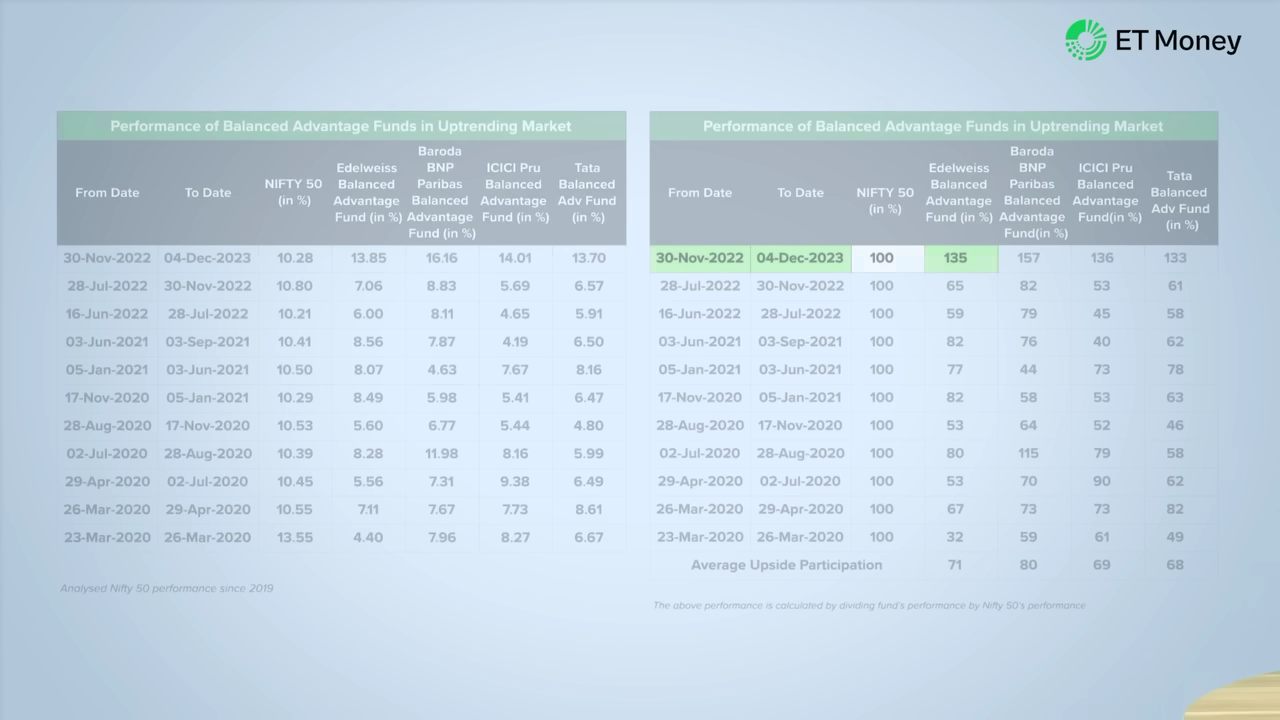 ET Money
Performance of Balanced Advantage Funds in Uptrending Market
From Date To Date NIFTY 50 (in %) Edelweiss Balanced Advantage Fund (in %) Baroda BNP Paribas Balanced Advantage Fund (in %) ICICI Pru Balanced Advantage Fund (in %) Tata Balanced Adv Fund (in %)
30-Nov-2022 04-Dec-2023 10.28 13.85 16.16 14.01 13.70
28-Jul-2022 30-Nov-2022 10.80 7.06 8.83 5.69 6.57
16-Jun-2022 28-Jul-2022 10.21 6.00 8.11 4.65 5.91
03-Jun-2021 03-Sep-2021 10.41 8.56 7.87 4.19 6.50
05-Jan-2021 03-Jun-2021 10.50 8.07 4.63 7.67 8.16
17-Nov-2020 05-Jan-2021 10.29 8.49 5.98 5.41 6.47
28-Aug-2020 17-Nov-2020 10.53 5.60 6.77 5.44 4.80
02-Jul-2020 28-Aug-2020 10.39 8.28 11.98 8.16 5.99
29-Apr-2020 02-Jul-2020 10.45 5.56 7.31 9.38 6.49
26-Mar-2020 29-Apr-2020 10.55 7.11 7.67 7.73 8.61
23-Mar-2020 26-Mar-2020 13.55 4.40 7.96 8.27 6.67
Analysed Nifty 50 performance since 2019
Performance of Balanced Advantage Funds in Uptrending Market
From Date To Date NIFTY 50 (in %) Edelweiss Balanced Advantage Fund (in %) Baroda BNP Paribas Balanced Advantage Fund(in %) ICICI Pru Balanced Advantage Fund(in %) Tata Balanced Adv Fund (in %)
30-Nov-2022 04-Dec-2023 100 135 157 136 133
28-Jul-2022 30-Nov-2022 100 65 82 53 61
16-Jun-2022 28-Jul-2022 100 59 79 45 58
03-Jun-2021 03-Sep-2021 100 82 76 40 62
05-Jan-2021 03-Jun-2021 100 77 44 73 78
17-Nov-2020 05-Jan-2021 100 82 58 53 63
28-Aug-2020 17-Nov-2020 100 53 64 52 46
02-Jul-2020 28-Aug-2020 100 80 115 79 58
29-Apr-2020 02-Jul-2020 100 53 70 90 62
26-Mar-2020 29-Apr-2020 100 67 73 73 82
23-Mar-2020 26-Mar-2020 100 32 59 61 49
Average Upside Participation 71 80 69 68
The above performance is calculated by dividing fund's performance by Nifty 50's performance